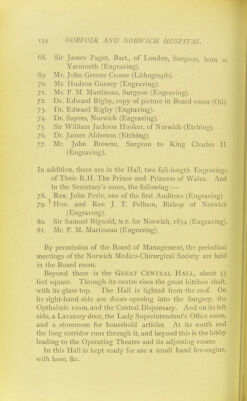 154 NORFOLK AND NORWICH HOSPITAL.
68. Sir James Paget, Bart., of London, Surgeon, born at
Yarmouth (Engraving).
69. Mr. John Greene Crosse (Lithograph).
70. Mr. Hudson Gurney (Engraving).
71. Mr. P. M. Martineau, Surgeon (Engraving).
72. Dr. Edward Rigby, copy of picture in Board room (Oil)
73. Dr. Edward Rigby (Engraving).
74. Dr. Sayers, Norwich (Engraving).
75. Sir William Jackson Hooker, of Norwich (Etching).
76. Dr. James Alderson (Etching).
77. Mr. John Browne, Surgeon to King Charles II.
(Engraving).
In addition, there are in the Hall, two full-length Engravings
of Their R.H. The Prince and Princess of Wales. And
in the Secretary's room, the following :—
78. Rev. John Peele, one of the first Auditors (Engraving).
79. Hon. and Rev. J. T. Pelham, Bishop of Norwich
(Engraving).
80. Sir Samuel Bignold, M.P. for Norwich, 1854 (Engraving).
81. Mr. P. M. Martineau (Engraving).
By permission of the Board of Management, the periodical
meetings of the Norwich Medico-Chirurgical Society are held
in the Board room.
Beyond these is the GREAT CENTRAL HALL, about 53
feet square. Through its centre rises the great kitchen shaft,
with its glass top. The Hall is lighted from the roof. On
its right-hand side are doors opening into the Surgery, the
Opthalmic room, and the Central Dispensary. And on its left
side, a Lavatory door, the Lady Superintendent's Office room,
and a storeroom for household articles. At its north end
the long corridor runs through it, and beyond this is the lobby
leading to the Operating Theatre and its adjoining rooms.
In this Hall is kept ready for use a small hand fire-engine,
with hose, &c.